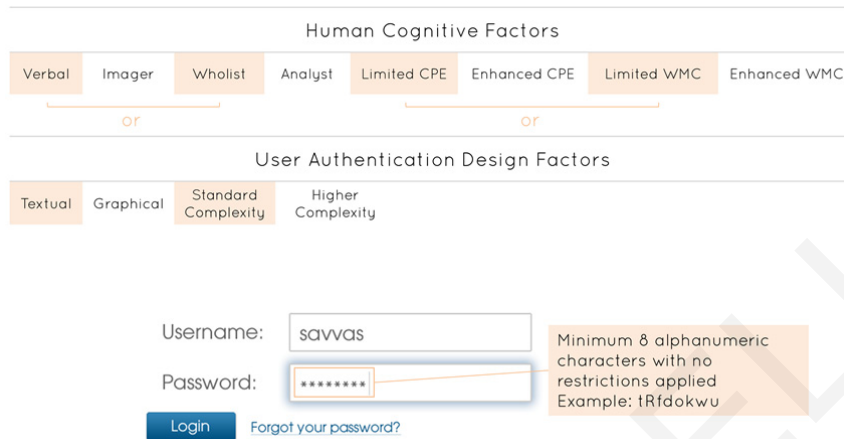 Human Cognitive Factors
Verbal Imager Wholist Analyst Limited CPE Enhanced CPE Limited WMC Enhanced WMC
or or
User Authentication Design Factors
Textual Graphical Standard Complexity Higher Complexity
Username: savvas
Password: ********
Login Forgot your password?
Minimum 8 alphanumeric
characters with no
restrictions applied
Example: tRfdokwu